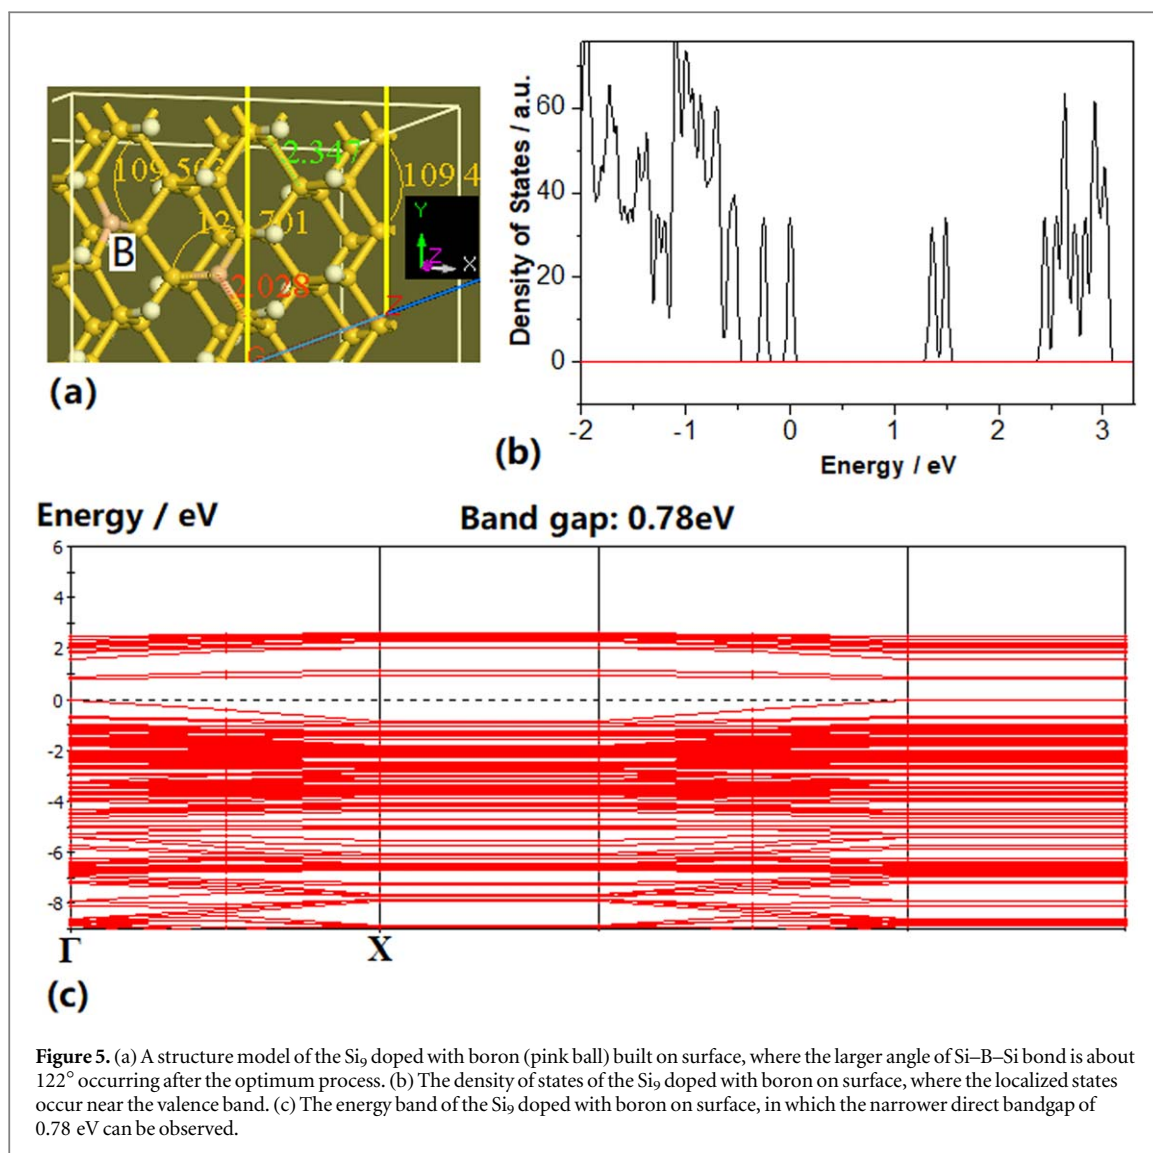 2.347
109.503
109.4
121.701
B
Y
Z
X
2.028
Z
G
(a)
Density of States / a.u.
60
40
20
0
-2
-1
0
1
2
3
Energy / eV
(b)
Energy / eV
Band gap: 0.78eV
6
4
2
0
-2
-4
-6
-8
Γ
X
(c)
Figure 5. (a) A structure model of the Si₉ doped with boron (pink ball) built on surface, where the larger angle of Si–B–Si bond is about
122° occurring after the optimum process. (b) The density of states of the Si₉ doped with boron on surface, where the localized states
occur near the valence band. (c) The energy band of the Si₉ doped with boron on surface, in which the narrower direct bandgap of
0.78 eV can be observed.